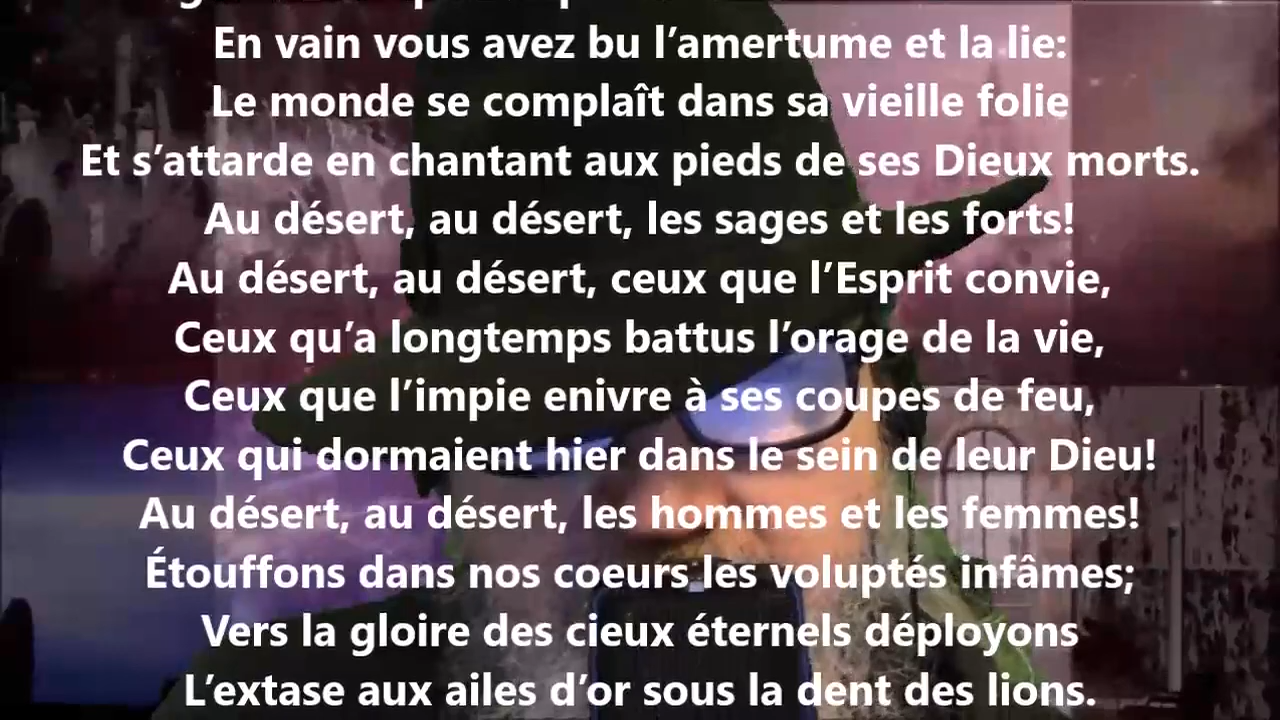 En vain vous avez bu l’amertume et la lie:
Le monde se complaît dans sa vieille folie
Et s’attarde en chantant aux pieds de ses Dieux morts.
Au désert, au désert, les sages et les forts!
Au désert, au désert, ceux que l’Esprit convie,
Ceux qu’a longtemps battus l’orage de la vie,
Ceux que l’impie enivre à ses coupes de feu,
Ceux qui dormaient hier dans le sein de leur Dieu!
Au désert, au désert, les hommes et les femmes!
Étouffons dans nos coeurs les voluptés infâmes;
Vers la gloire des cieux éternels déployons
L’extase aux ailes d’or sous la dent des lions.